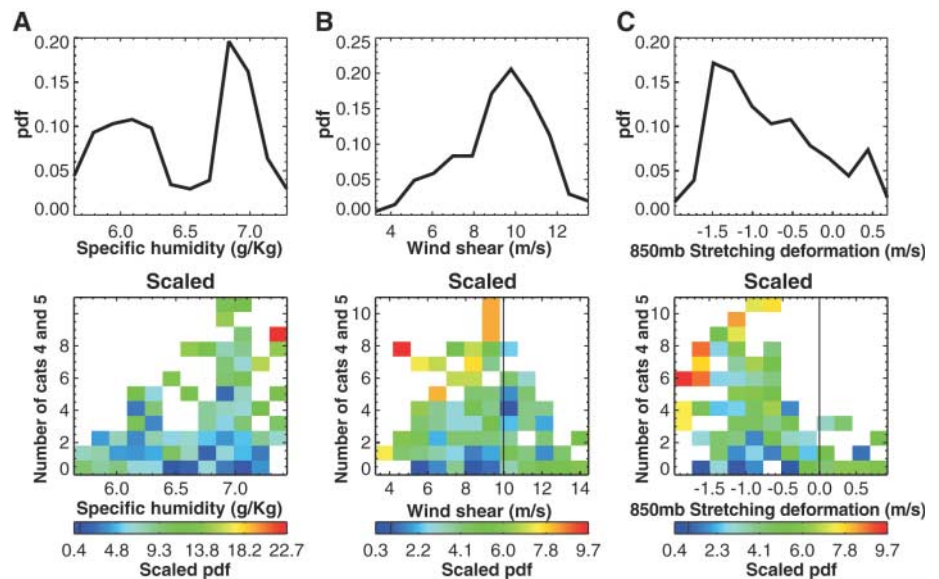 A
pdf
0.20
0.15
0.10
0.05
0.00
6.0 6.5 7.0
Specific humidity (g/Kg)
B
pdf
0.25
0.20
0.15
0.10
0.05
0.00
4 6 8 10 12
Wind shear (m/s)
C
pdf
0.20
0.15
0.10
0.05
0.00
-1.5 -1.0 -0.5 0.0 0.5
850mb Stretching deformation (m/s)
Scaled
Number of cats 4 and 5
10
8
6
4
2
0
6.0 6.5 7.0
Specific humidity (g/Kg)
0.4 4.8 9.3 13.8 18.2 22.7
Scaled pdf
Scaled
Number of cats 4 and 5
10
8
6
4
2
0
4 6 8 10 12 14
Wind shear (m/s)
0.3 2.2 4.1 6.0 7.8 9.7
Scaled pdf
Scaled
Number of cats 4 and 5
10
8
6
4
2
0
-1.5 -1.0 -0.5 0.0 0.5
850mb Stretching deformation (m/s)
0.4 2.3 4.1 6.0 7.8 9.7
Scaled pdf